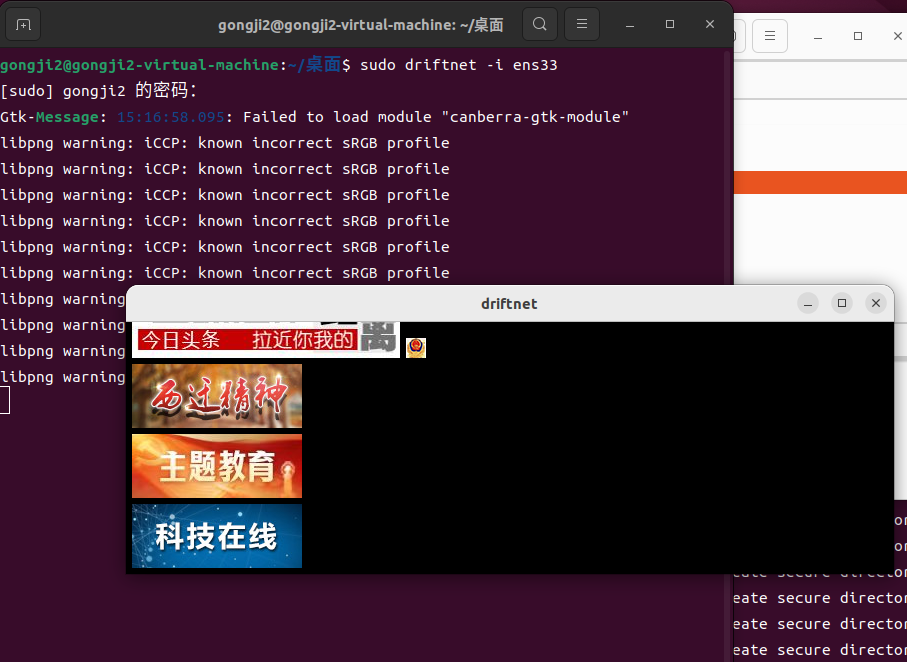 gongji2@gongji2-virtual-machine: ~/桌面
gongji2@gongji2-virtual-machine:~/桌面$ sudo driftnet -i ens33
[sudo] gongji2 的密码：
Gtk-Message: 15:16:58.095: Failed to load module "canberra-gtk-module"
libpng warning: iCCP: known incorrect sRGB profile
libpng warning: iCCP: known incorrect sRGB profile
libpng warning: iCCP: known incorrect sRGB profile
libpng warning: iCCP: known incorrect sRGB profile
libpng warning: iCCP: known incorrect sRGB profile
libpng warning: iCCP: known incorrect sRGB profile
libpng warning
libpng warning
libpng warning
libpng warning
driftnet
今日头条 拉近你我的 距离
西迁精神
主题教育
科技在线
eate secure director
eate secure director
eate secure director